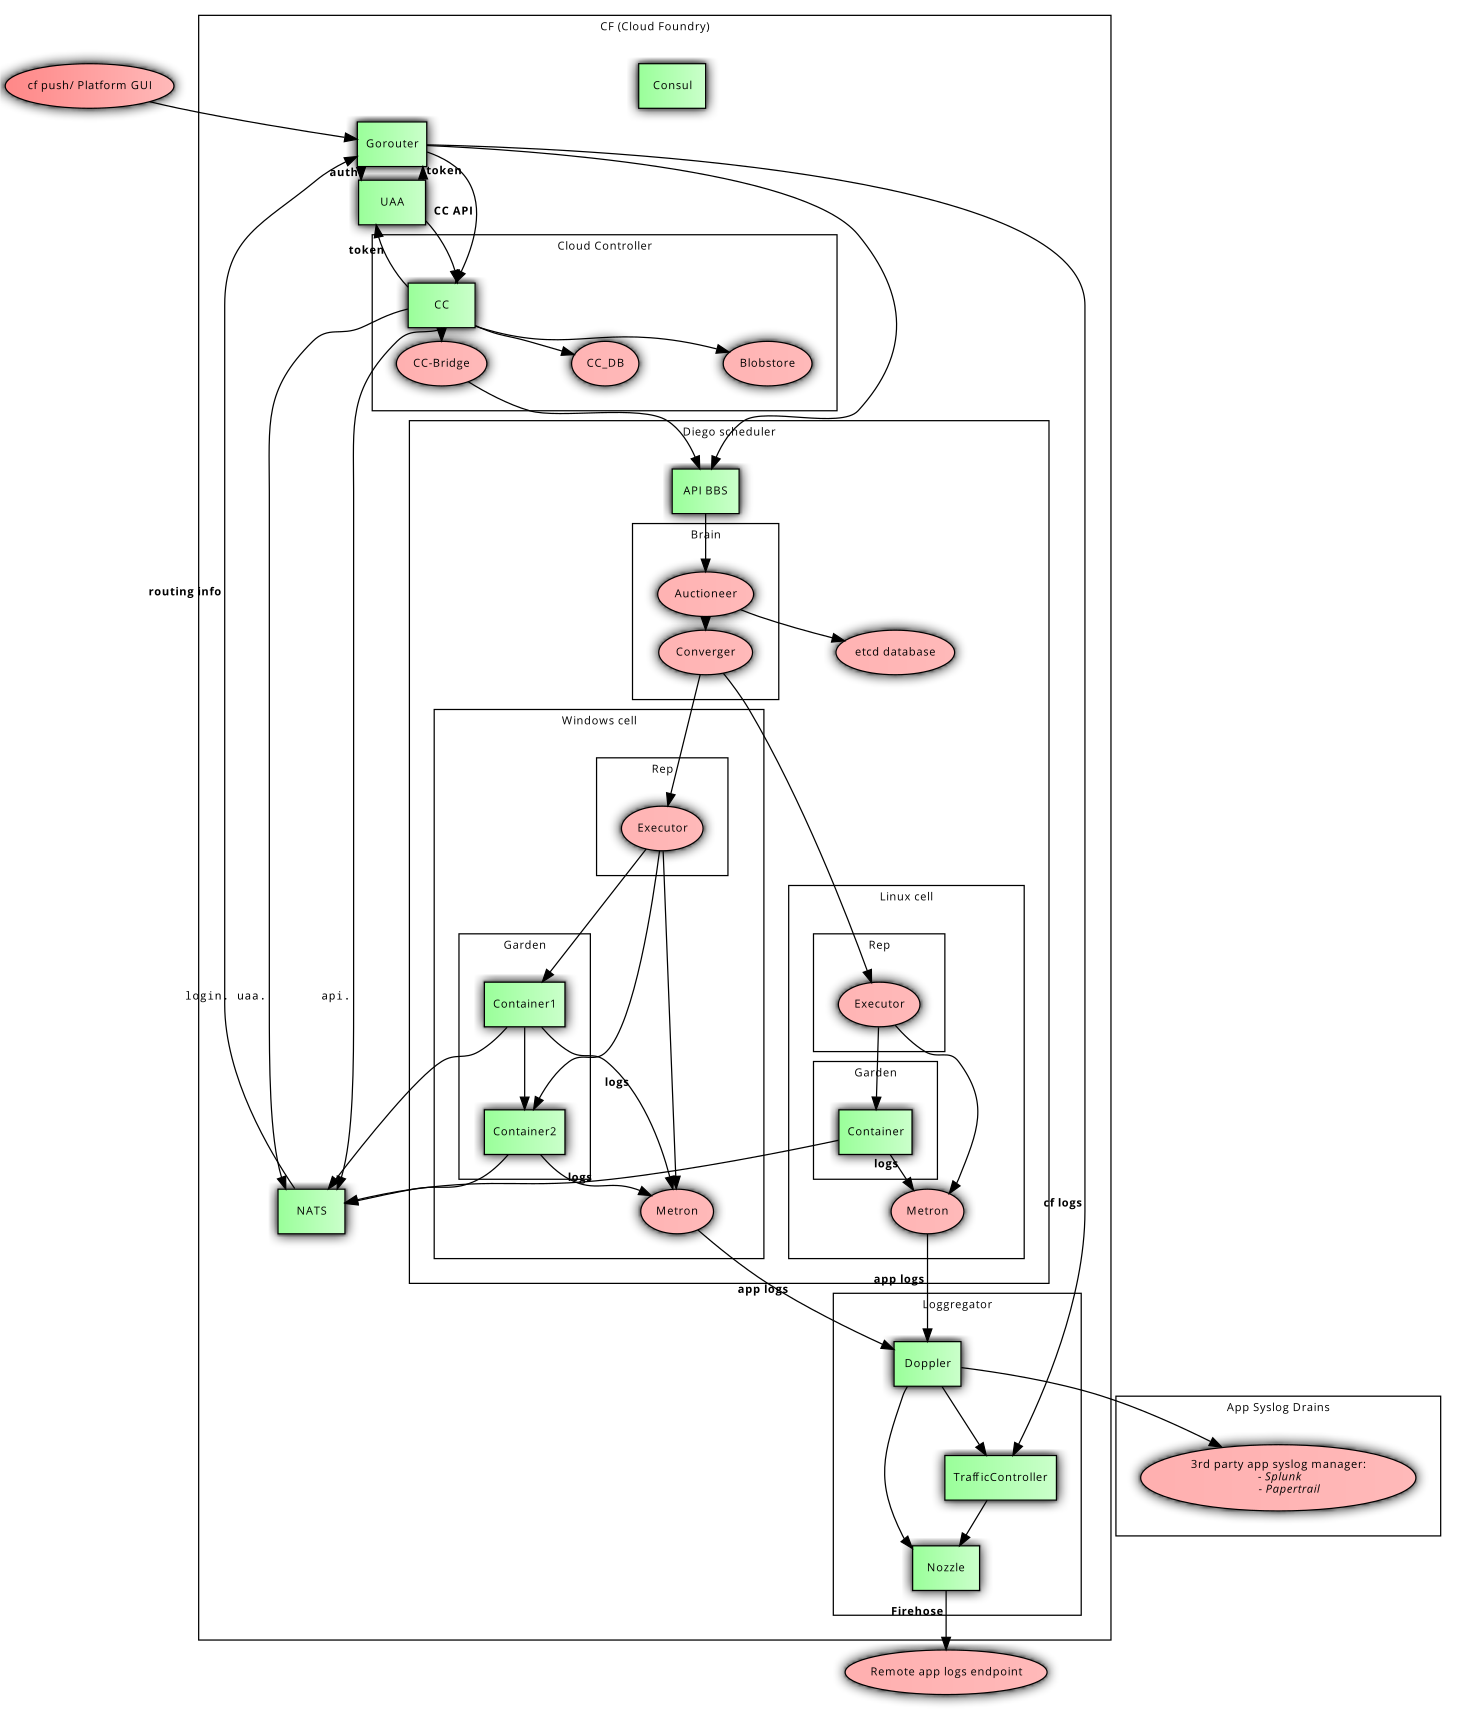 CF (Cloud Foundry)
cf push/ Platform GUI
Consul
Gorouter
auth
token
UAA
CC API
token
Cloud Controller
CC
CC-Bridge
CC_DB
Blobstore
Diego scheduler
API BBS
Brain
Auctioneer
routing info
Converger
etcd database
Windows cell
Rep
Executor
Linux cell
Garden
Rep
login. uaa.
api.
Container1
Executor
Garden
logs
Container2
Container
logs
logs
NATS
Metron
Metron
cf logs
app logs
app logs
Loggregator
Doppler
App Syslog Drains
3rd party app syslog manager:
- Splunk
- Papertrail
TrafficController
Nozzle
Firehose
Remote app logs endpoint